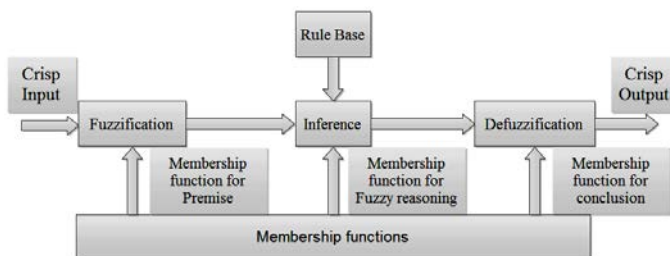 Rule Base
Crisp
Input
Crisp
Output
Fuzzification
Inference
Defuzzification
Membership
function for
Premise
Membership
function for
Fuzzy reasoning
Membership
function for
conclusion
Membership functions